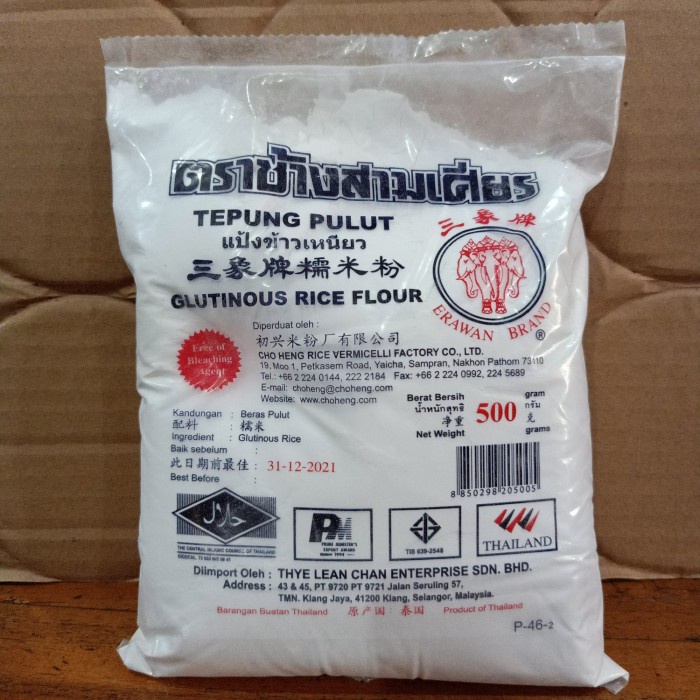 ตราช้างสามเศียร
TEPUNG PULUT
แป้งข้าวเหนียว
三象牌糯米粉
GLUTINOUS RICE FLOUR
三象牌
ERAWAN BRAND
®
Free of
Bleaching
Agent
Diperduat oleh :
初兴米粉厂有限公司
CHO HENG RICE VERMICELLI FACTORY CO., LTD.
19, Moo 1, Petkasem Road, Yaicha, Sampran, Nakhon Pathom 73110
Tel.: +66 2 224 0144, 222 2184 Fax: +66 2 224 0992, 224 5689
E-mail: choheng@choheng.com
Website: www.choheng.com
Berat Bersih
น้ำหนักสุทธิ
净重
Net Weight
500
gram
กรัม
克
grams
Kandungan : Beras Pulut
配料 : 糯米
Ingredient : Glutinous Rice
Baik sebelum :
此日期前最佳 : 31-12-2021
Best Before :
8 850298 205005
حلال
THE CENTRAL ISLAMIC COUNCIL OF THAILAND
PM
PRIME MINISTER'S
EXPORT AWARD
since 1994
TIS 639-2548
THAILAND
Diimport Oleh : THYE LEAN CHAN ENTERPRISE SDN. BHD.
Address : 43 & 45, PT 9720 PT 9721 Jalan Seruling 57,
TMN. Klang Jaya, 41200 Klang, Selangor, Malaysia.
Barangan Buatan Thailand 原产国 : 泰国 Product of Thailand
P-46-2